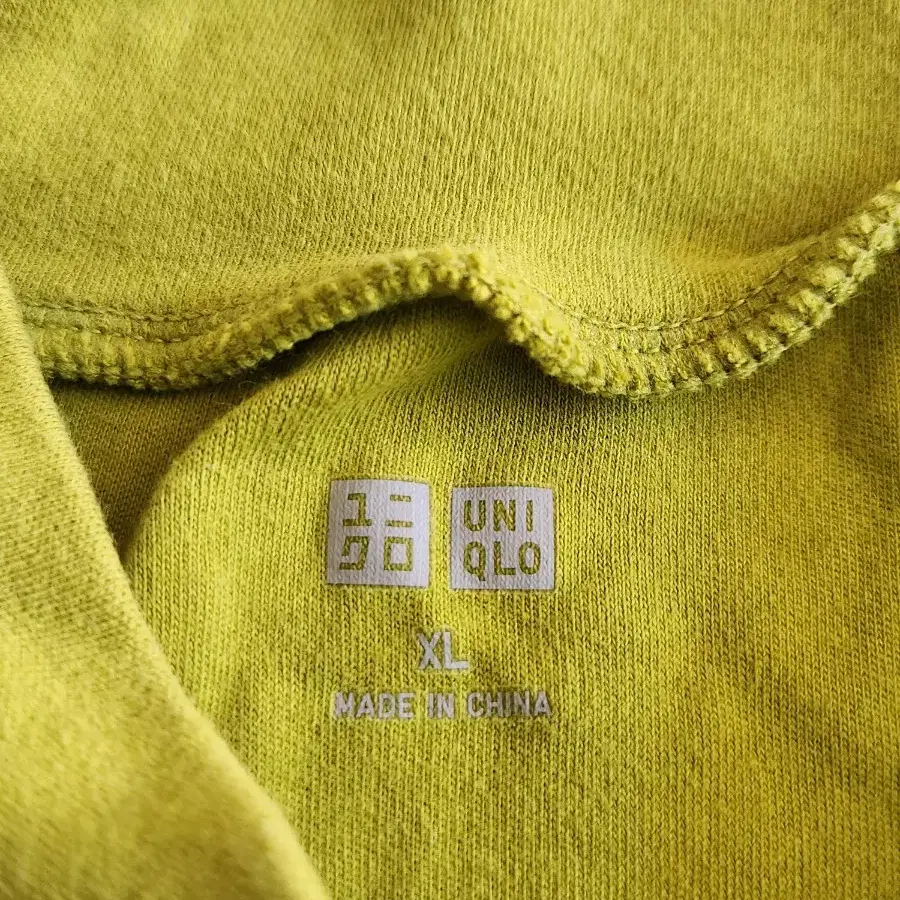 ユニ
クロ
UNI
QLO
XL
MADE IN CHINA